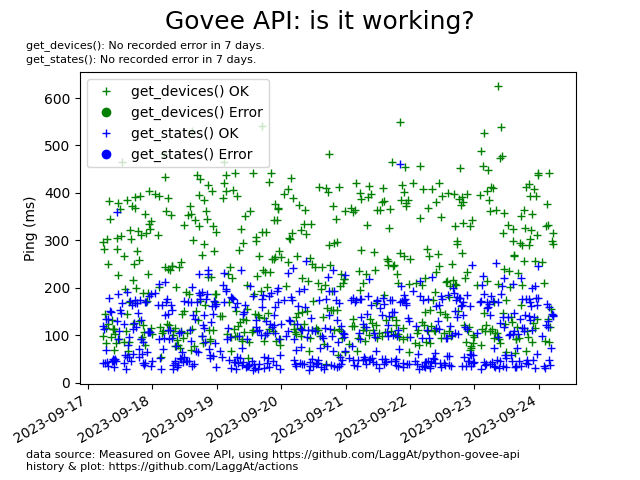 Govee API: is it working?
get_devices(): No recorded error in 7 days.
get_states(): No recorded error in 7 days.
get_devices() OK
get_devices() Error
get_states() OK
get_states() Error
Ping (ms)
600
500
400
300
200
100
0
2023-09-17
2023-09-18
2023-09-19
2023-09-20
2023-09-21
2023-09-22
2023-09-23
2023-09-24
data source: Measured on Govee API, using https://github.com/LaggAt/python-govee-api
history & plot: https://github.com/LaggAt/actions